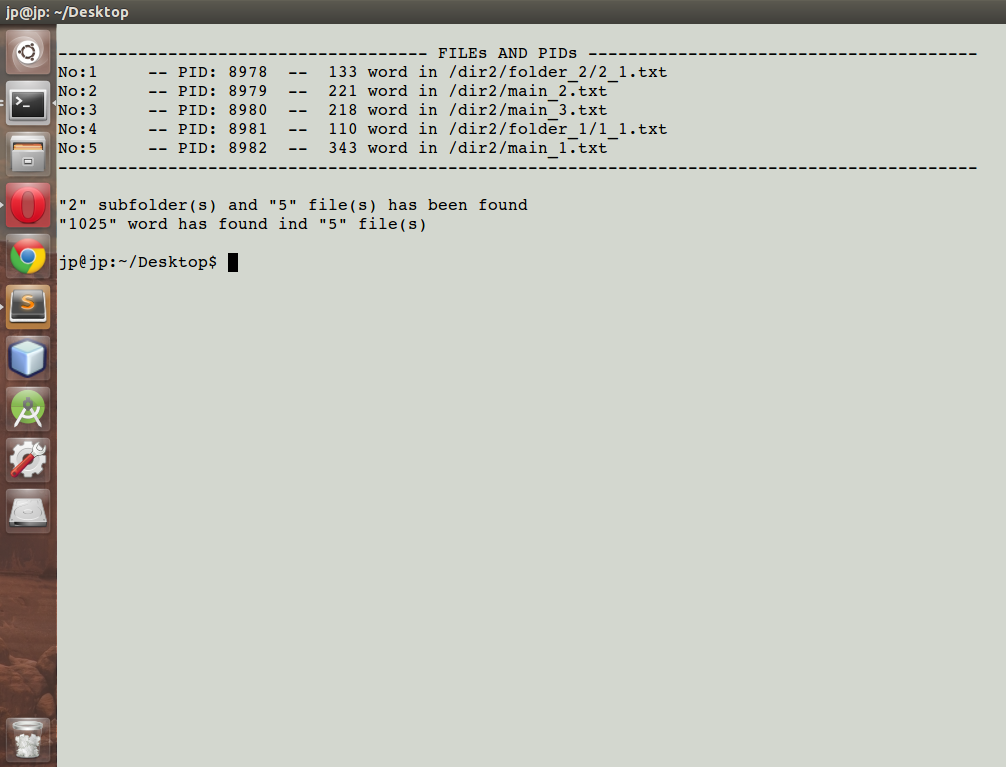 jp@jp: ~/Desktop
------------------------------------- FILEs AND PIDs ---------------------------------------
No:1     -- PID: 8978  --  133 word in /dir2/folder_2/2_1.txt
No:2     -- PID: 8979  --  221 word in /dir2/main_2.txt
No:3     -- PID: 8980  --  218 word in /dir2/main_3.txt
No:4     -- PID: 8981  --  110 word in /dir2/folder_1/1_1.txt
No:5     -- PID: 8982  --  343 word in /dir2/main_1.txt
--------------------------------------------------------------------------------------------
"2" subfolder(s) and "5" file(s) has been found
"1025" word has found ind "5" file(s)
jp@jp:~/Desktop$